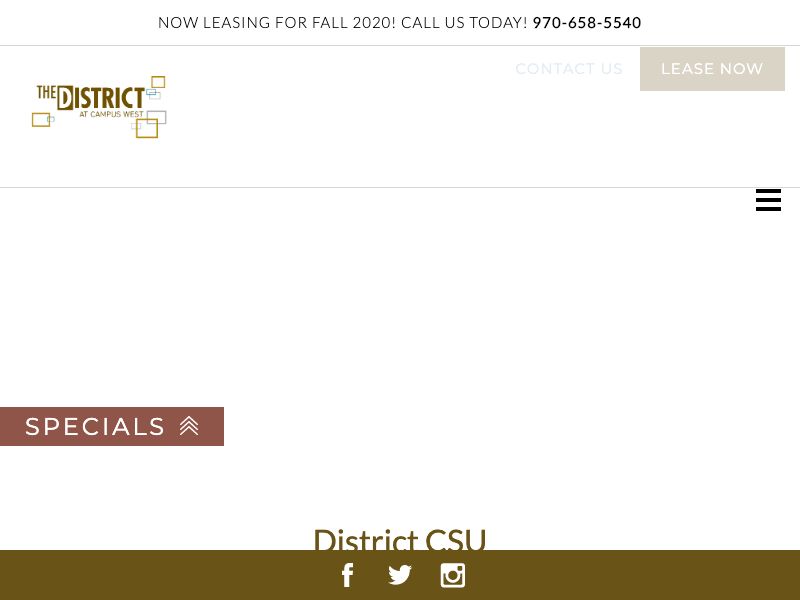 NOW LEASING FOR FALL 2020! CALL US TODAY! 970-658-5540
CONTACT US
LEASE NOW
THE DISTRICT
AT CAMPUS WEST
SPECIALS
District CSU